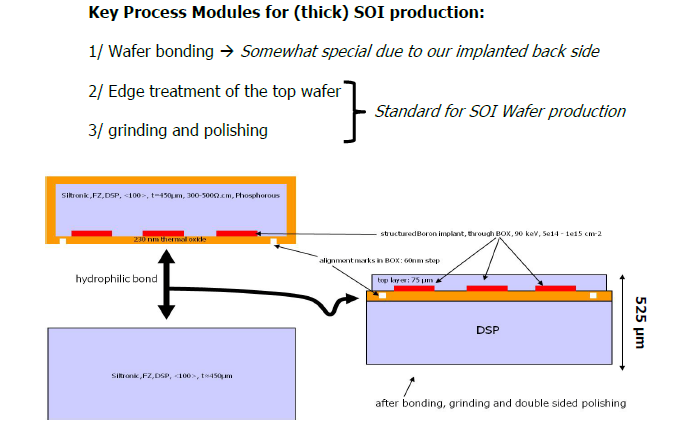 Key Process Modules for (thick) SOI production:
1/ Wafer bonding → Somewhat special due to our implanted back side
2/ Edge treatment of the top wafer
Standard for SOI Wafer production
3/ grinding and polishing
Siltronic,FZ,DSP, <100>, t=450µm, 300-500Ω.cm, Phosphorous
230 nm thermal oxide
structured Boron implant, through BOX, 90 keV, 5e14 - 1e15 cm-2
alignment marks in BOX: 60nm step
hydrophilic bond
top layer: 75 µm
DSP
525 µm
Siltronic,FZ,DSP, <100>, t=450µm
after bonding, grinding and double sided polishing